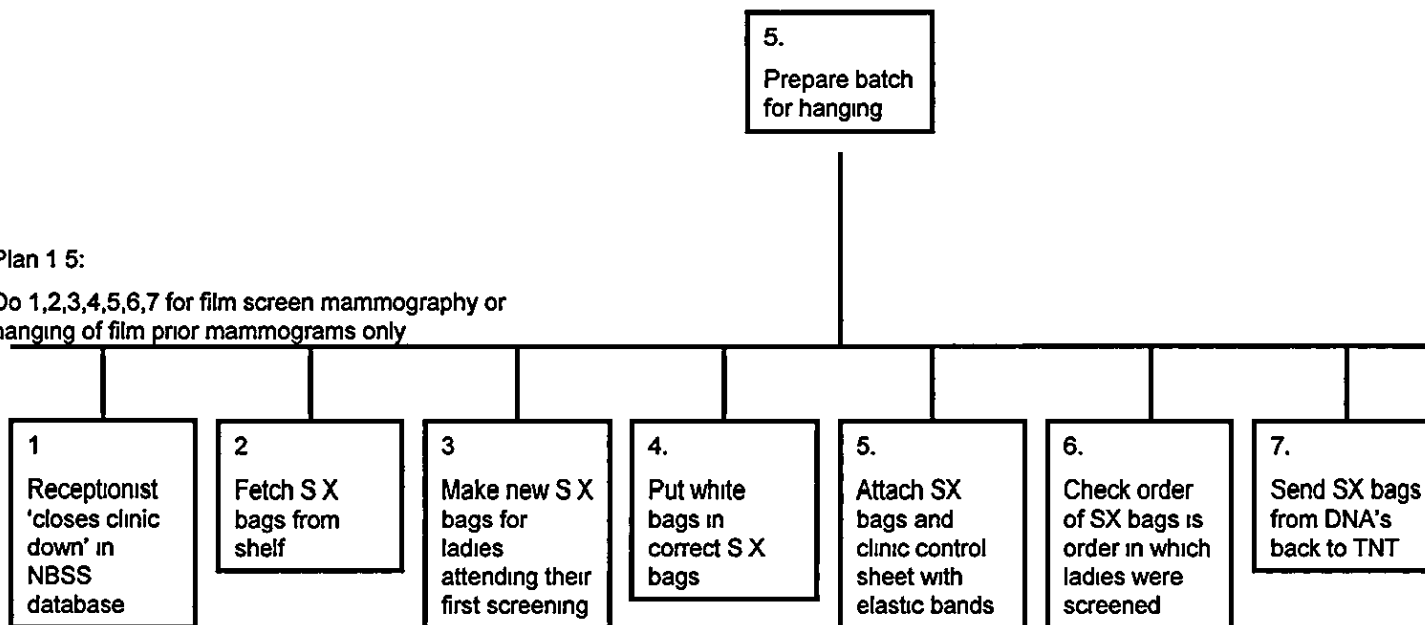 5.
Prepare batch
for hanging
Plan 1 5:
Do 1,2,3,4,5,6,7 for film screen mammography or
hanging of film prior mammograms only
1
Receptionist
'closes clinic
down' in
NBSS
database
2
Fetch S X
bags from
shelf
3
Make new S X
bags for
ladies
attending their
first screening
4.
Put white
bags in
correct S X
bags
5.
Attach SX
bags and
clinic control
sheet with
elastic bands
6.
Check order
of SX bags is
order in which
ladies were
screened
7.
Send SX bags
from DNA's
back to TNT